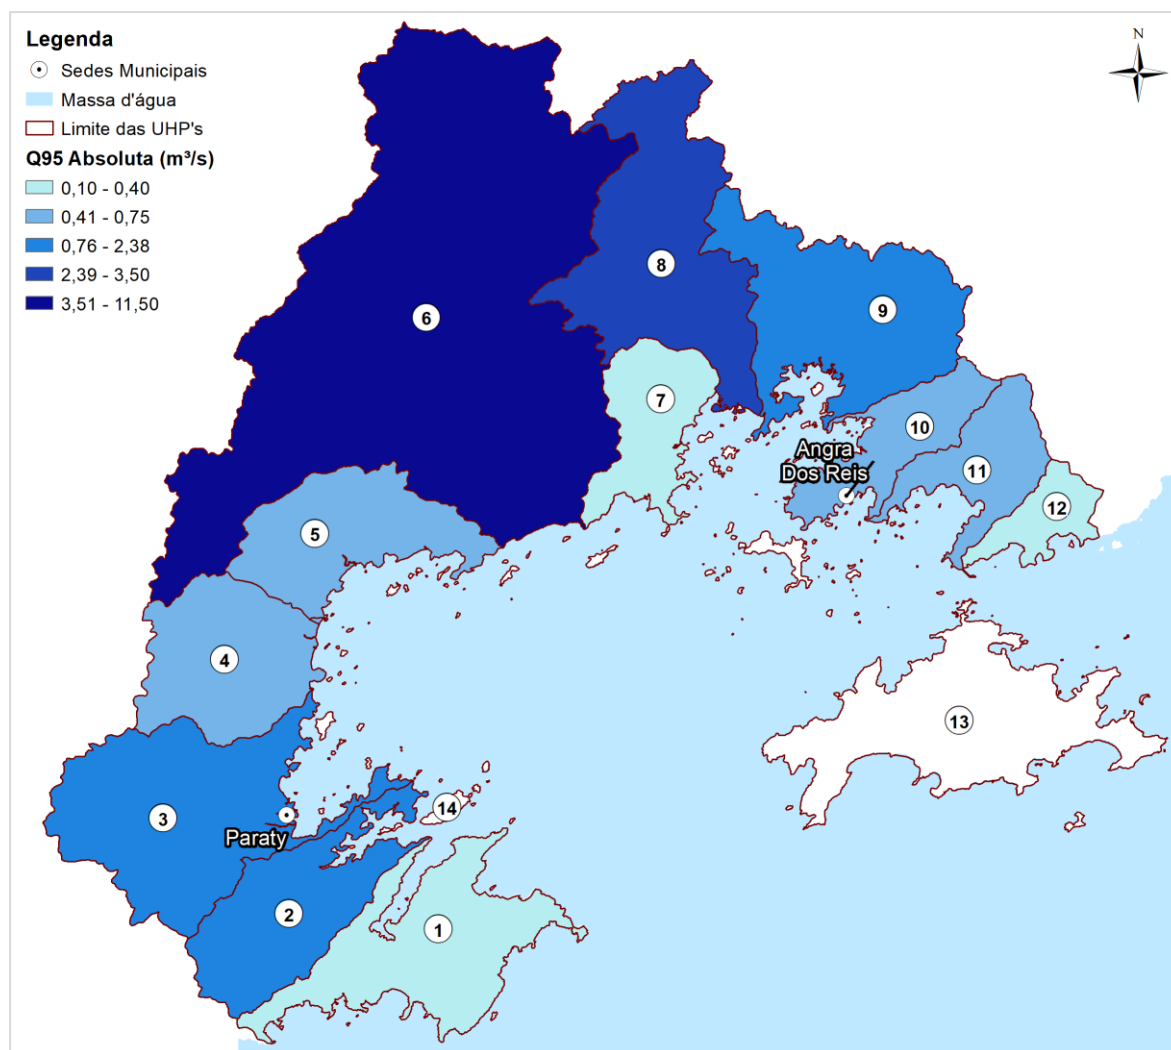 Legenda
Sedes Municipais
Massa d'água
Limite das UHP's
Q95 Absoluta (m³/s)
0,10 - 0,40
0,41 - 0,75
0,76 - 2,38
2,39 - 3,50
3,51 - 11,50
N
8
9
6
7
10
Angra
Dos Reis
11
12
5
4
13
14
3
Paraty
2
1